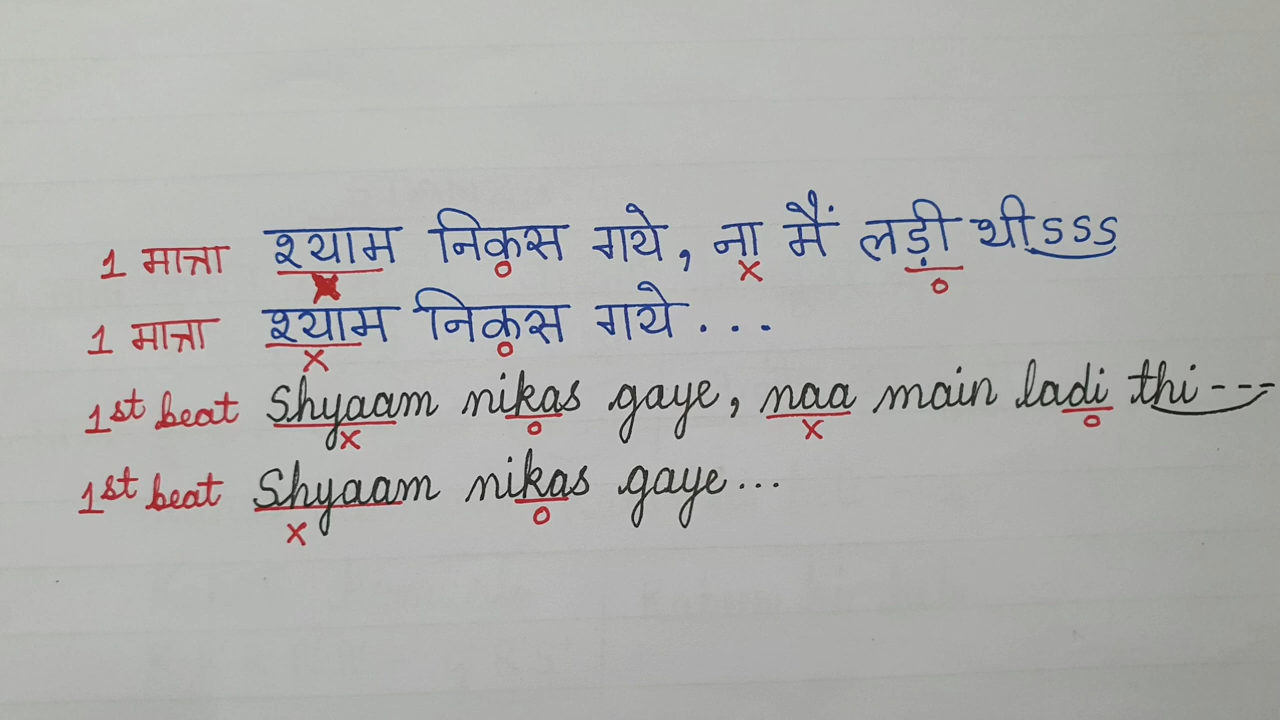 1 मात्रा श्याम निकस गये, ना मैं लड़ी थीSSS
x o x o
1 मात्रा श्याम निकस गये...
x o
1st beat Shyaam nikas gaye, naa main ladi thi---
x o x o
1st beat Shyaam nikas gaye...
x o